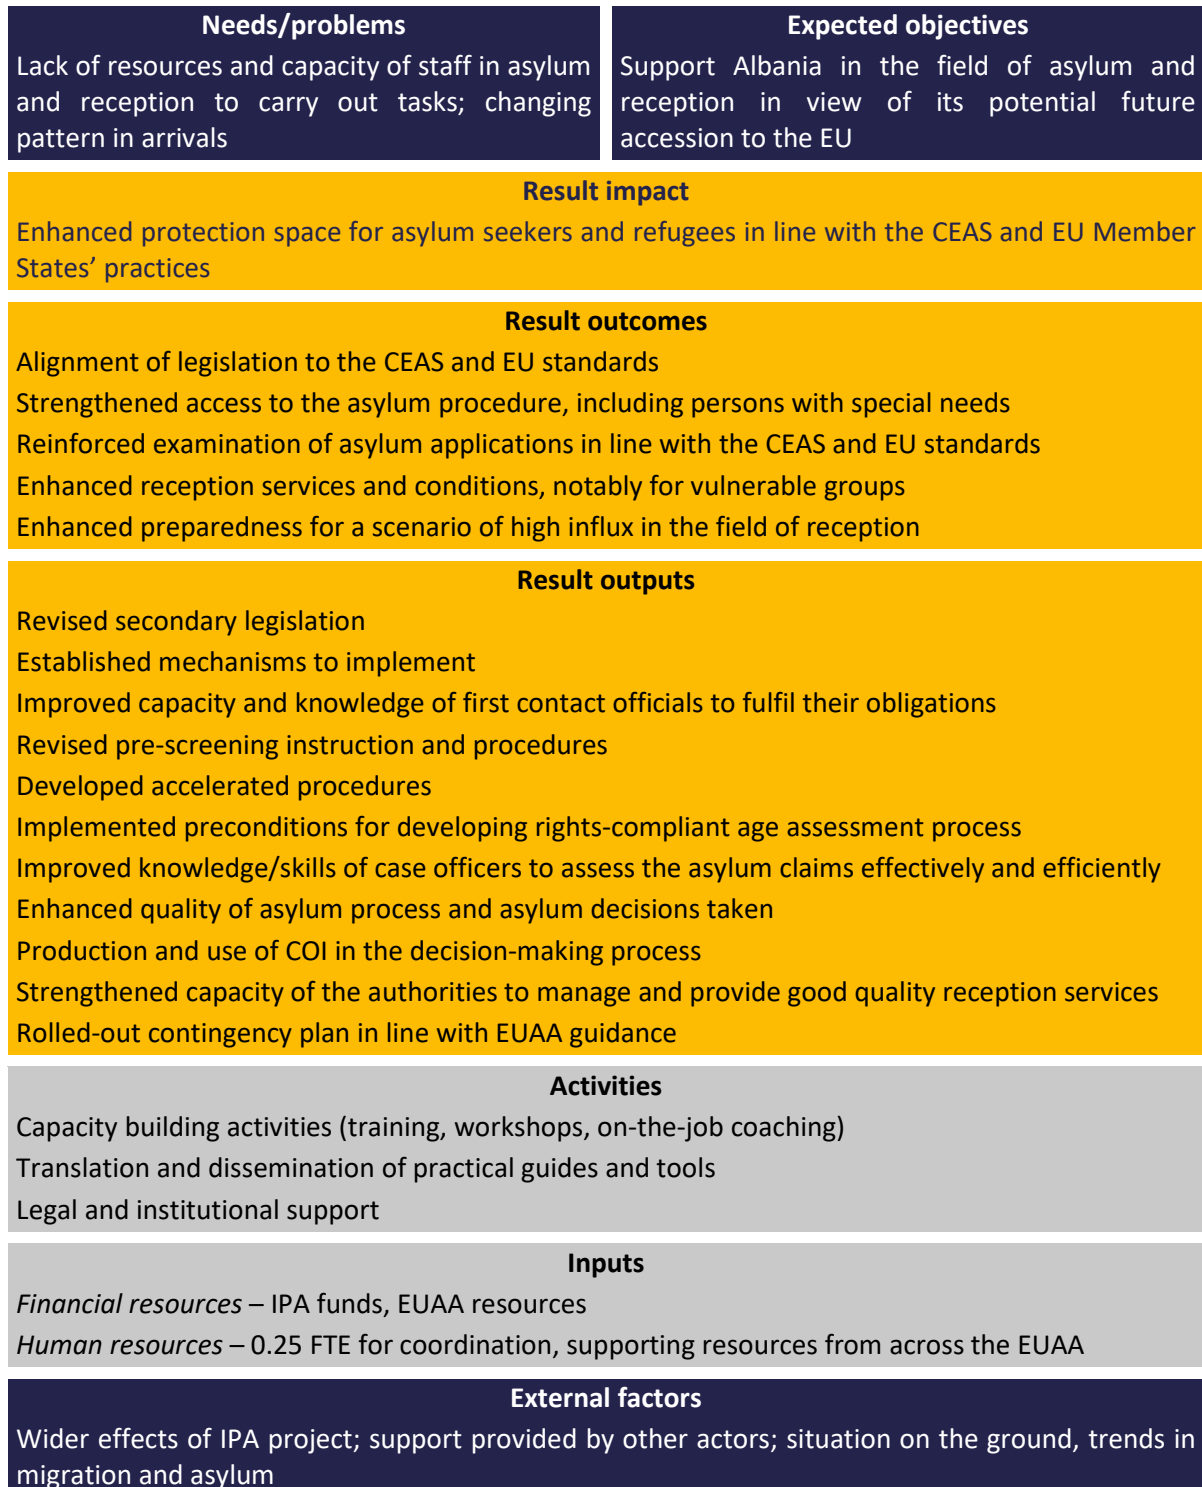 Needs/problems
Lack of resources and capacity of staff in asylum
and reception to carry out tasks; changing
pattern in arrivals
Expected objectives
Support Albania in the field of asylum and
reception in view of its potential future
accession to the EU
Result impact
Enhanced protection space for asylum seekers and refugees in line with the CEAS and EU Member
States’ practices
Result outcomes
Alignment of legislation to the CEAS and EU standards
Strengthened access to the asylum procedure, including persons with special needs
Reinforced examination of asylum applications in line with the CEAS and EU standards
Enhanced reception services and conditions, notably for vulnerable groups
Enhanced preparedness for a scenario of high influx in the field of reception
Result outputs
Revised secondary legislation
Established mechanisms to implement
Improved capacity and knowledge of first contact officials to fulfil their obligations
Revised pre-screening instruction and procedures
Developed accelerated procedures
Implemented preconditions for developing rights-compliant age assessment process
Improved knowledge/skills of case officers to assess the asylum claims effectively and efficiently
Enhanced quality of asylum process and asylum decisions taken
Production and use of COI in the decision-making process
Strengthened capacity of the authorities to manage and provide good quality reception services
Rolled-out contingency plan in line with EUAA guidance
Activities
Capacity building activities (training, workshops, on-the-job coaching)
Translation and dissemination of practical guides and tools
Legal and institutional support
Inputs
Financial resources – IPA funds, EUAA resources
Human resources – 0.25 FTE for coordination, supporting resources from across the EUAA
External factors
Wider effects of IPA project; support provided by other actors; situation on the ground, trends in
migration and asylum